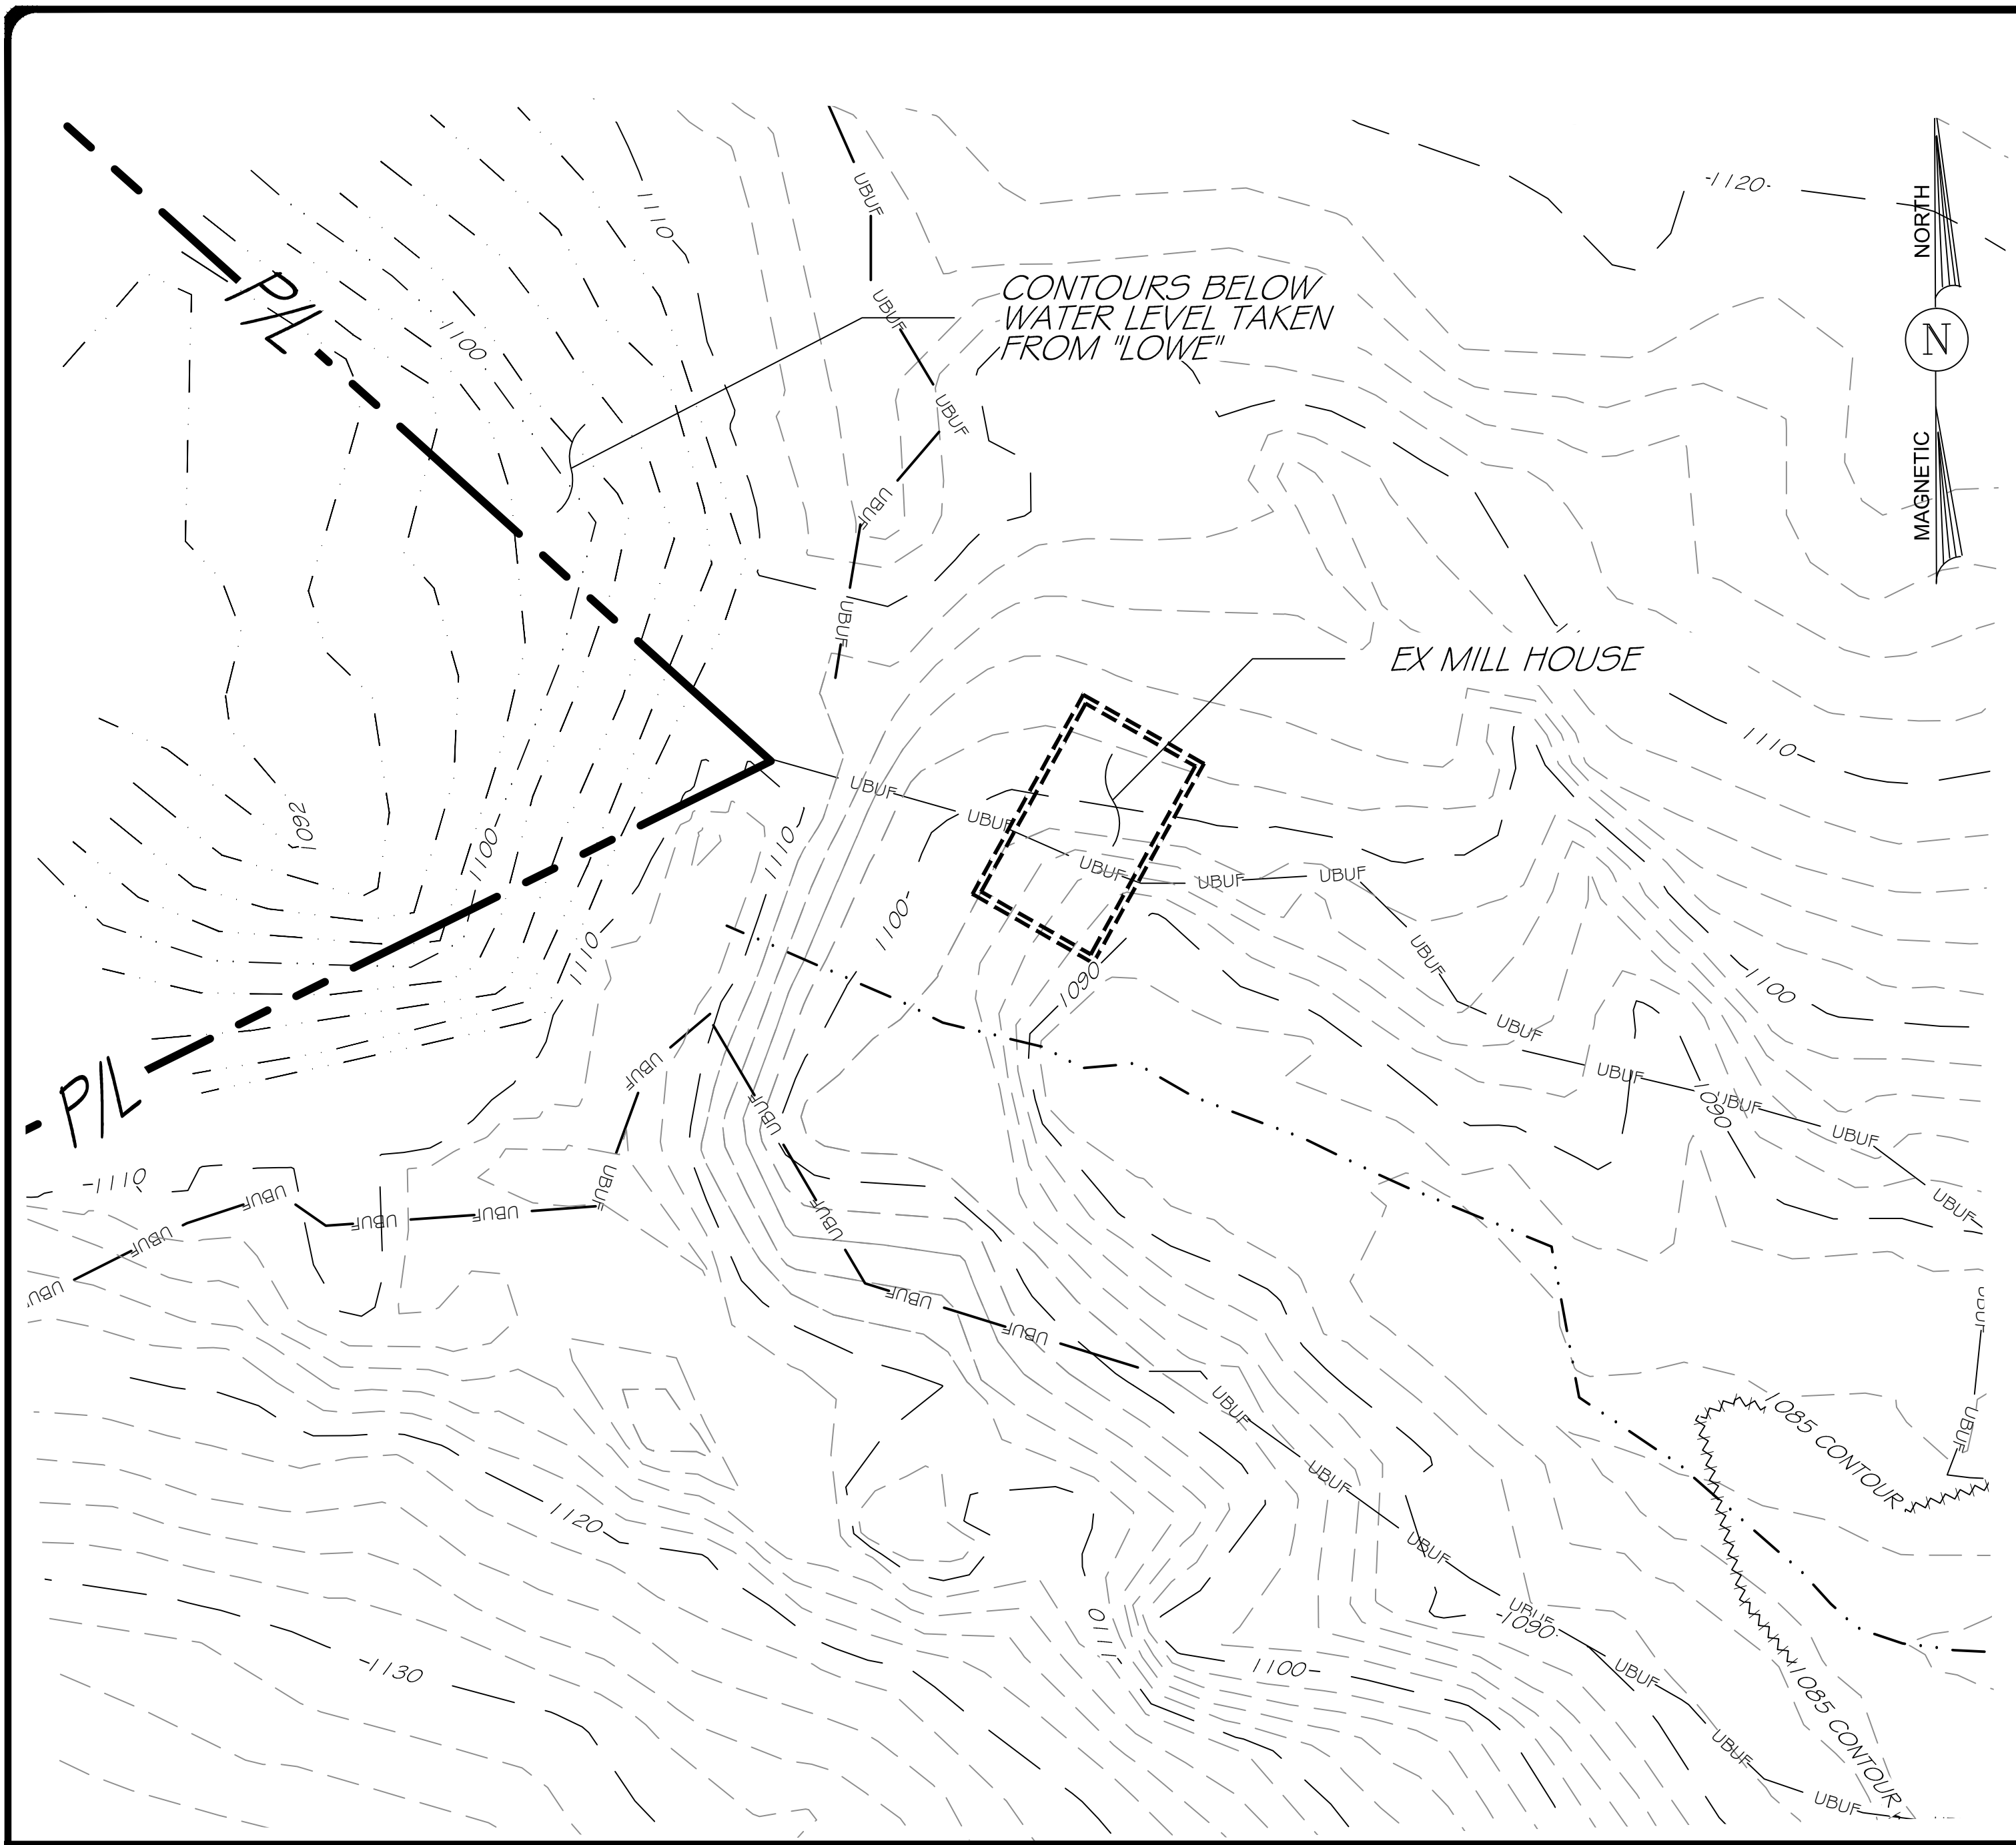 UBUF
-1120-
NORTH
1110
CONTOURS BELOW
WATER LEVEL TAKEN
FROM "LOWE"
P/L
UBUF
1100
N
UBUF
MAGNETIC
UBUF
UBUF
EX MILL HOUSE
1110-
UBUF
1092
UBUF
1110
1100
UBUF
UBUF
UBUF
1100-
1110
UBUF
1090
1100
UBUF
UBUF
UBUF
P/L
UBUF
1090
UBUF
UBUF
UBUF
-1110
UBUF
UBUF
UBUF
UBUF
UBUF
UBUF
UBUF
UBUF
UBUF
UBUF
UBUF
UBUF
1085 CONTOUR
UBUF
UBUF
1120
UBUF
UBUF
-1090-
1110
-1130
1100-
UBUF
1085 CONTOUR
UBUF
UBUF